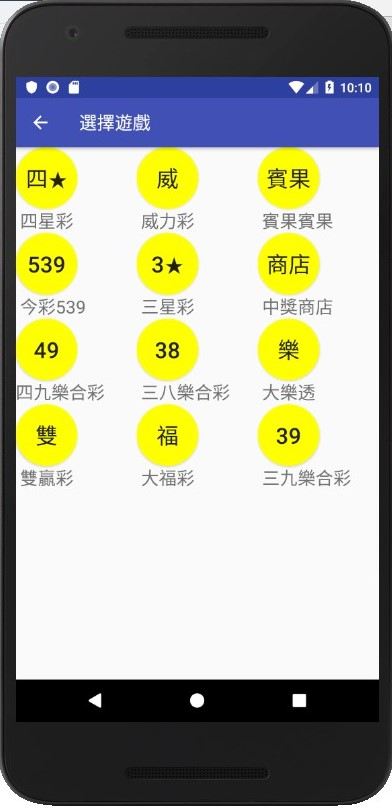 10:10
選擇遊戲
四★ 威 賓果
四星彩 威力彩 賓果賓果
539 3★ 商店
今彩539 三星彩 中獎商店
49 38 樂
四九樂合彩 三八樂合彩 大樂透
雙 福 39
雙贏彩 大福彩 三九樂合彩